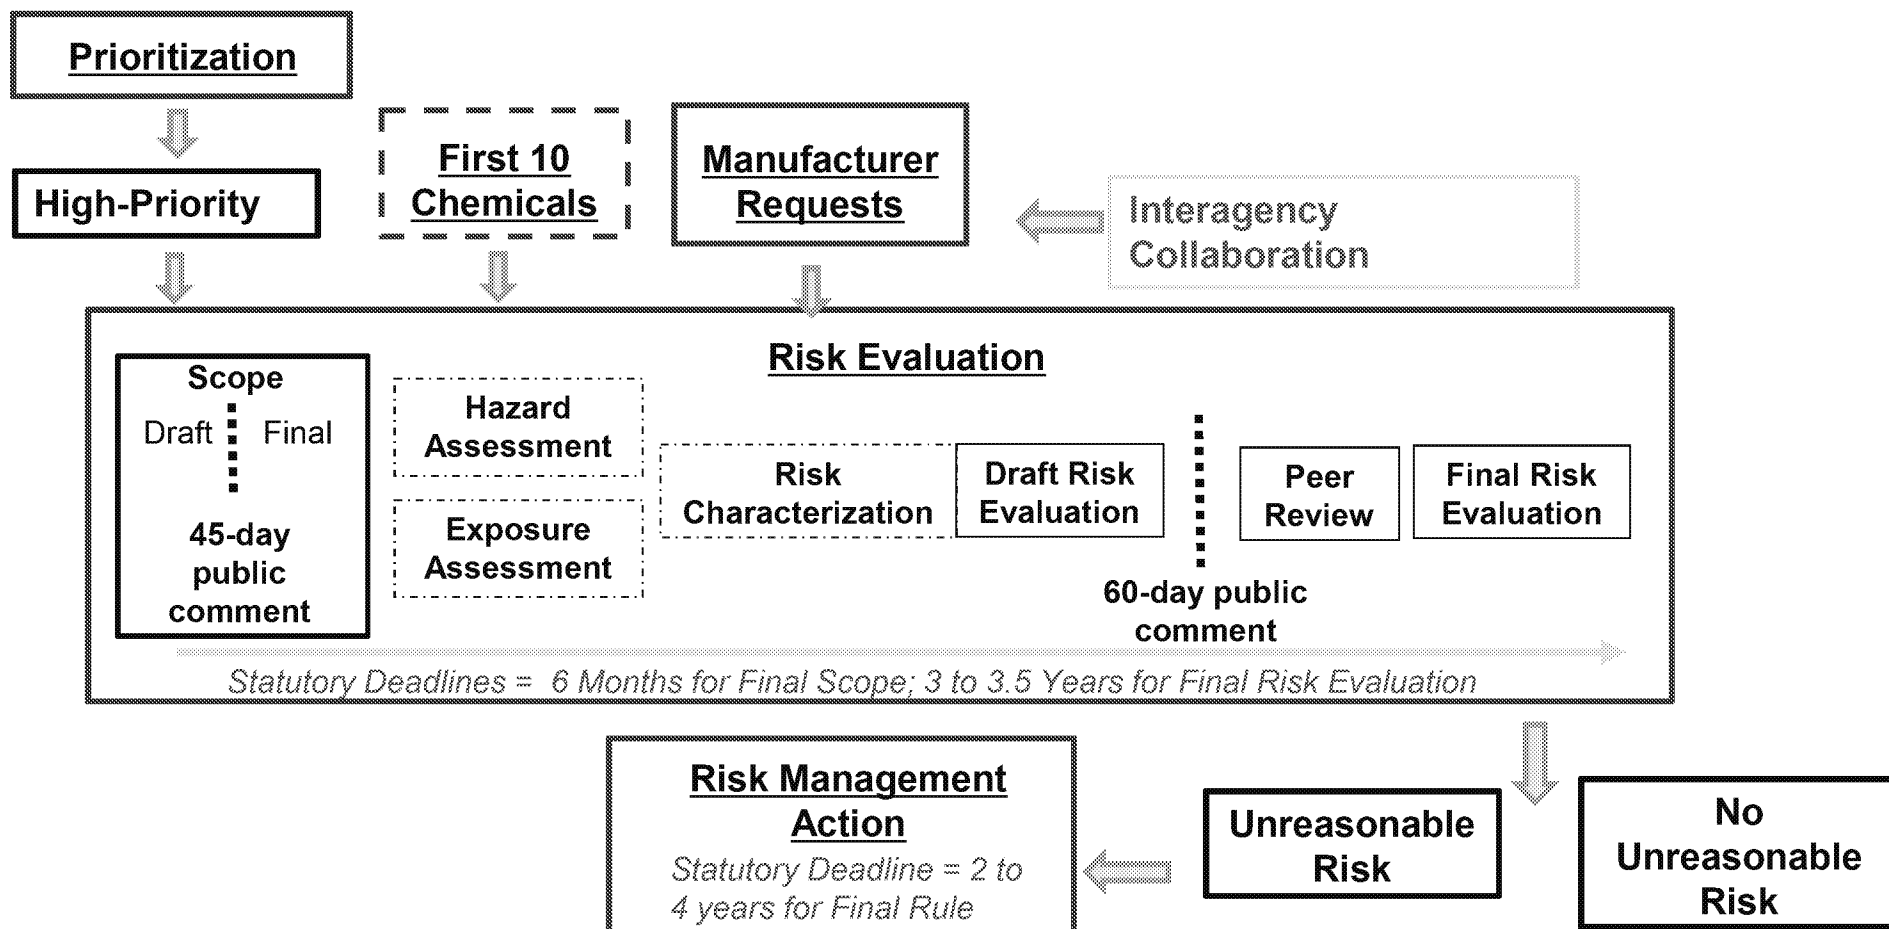 Prioritization
High-Priority
First 10
Chemicals
Manufacturer
Requests
Interagency
Collaboration
Risk Evaluation
Scope
Draft
Final
45-day
public
comment
Hazard
Assessment
Exposure
Assessment
Risk
Characterization
Draft Risk
Evaluation
60-day public
comment
Peer
Review
Final Risk
Evaluation
Statutory Deadlines = 6 Months for Final Scope; 3 to 3.5 Years for Final Risk Evaluation
Risk Management
Action
Statutory Deadline = 2 to
4 years for Final Rule
Unreasonable
Risk
No
Unreasonable
Risk